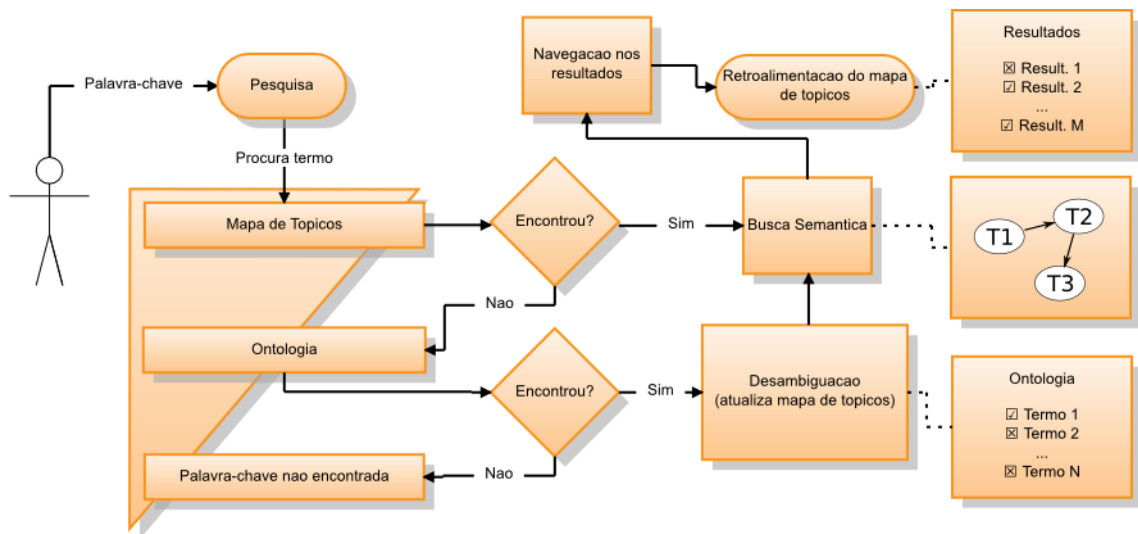 Palavra-chave
Pesquisa
Procura termo
Mapa de Topicos
Encontrou?
Sim
Busca Semantica
Navegacao nos
resultados
Retroalimentacao do mapa
de topicos
Resultados
☒ Result. 1
☑ Result. 2
...
☑ Result. M
T1
T2
T3
Nao
Ontologia
Encontrou?
Sim
Desambiguacao
(atualiza mapa de topicos)
Ontologia
☑ Termo 1
☒ Termo 2
...
☒ Termo N
Nao
Palavra-chave nao encontrada